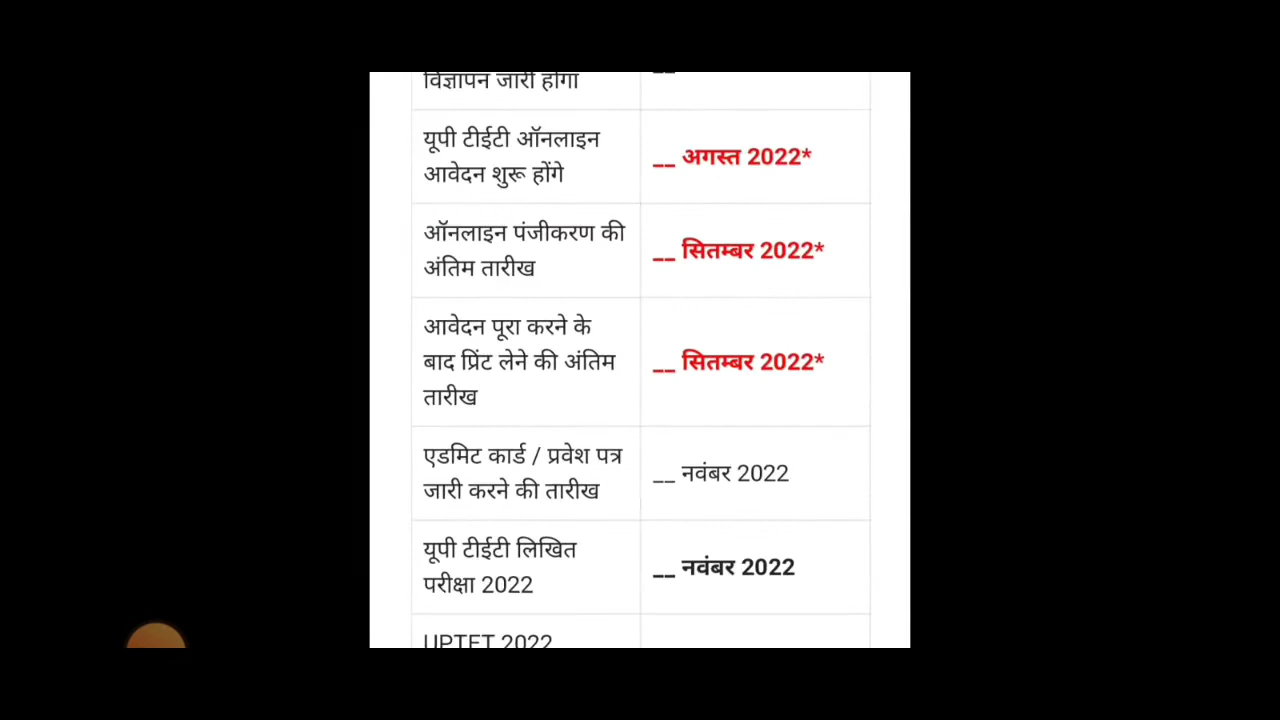 विज्ञापन जारी होगा
यूपी टीईटी ऑनलाइन
आवेदन शुरू होंगे
__ अगस्त 2022*
ऑनलाइन पंजीकरण की
अंतिम तारीख
__ सितम्बर 2022*
आवेदन पूरा करने के
बाद प्रिंट लेने की अंतिम
तारीख
__ सितम्बर 2022*
एडमिट कार्ड / प्रवेश पत्र
जारी करने की तारीख
__ नवंबर 2022
यूपी टीईटी लिखित
परीक्षा 2022
__ नवंबर 2022
UPTET 2022